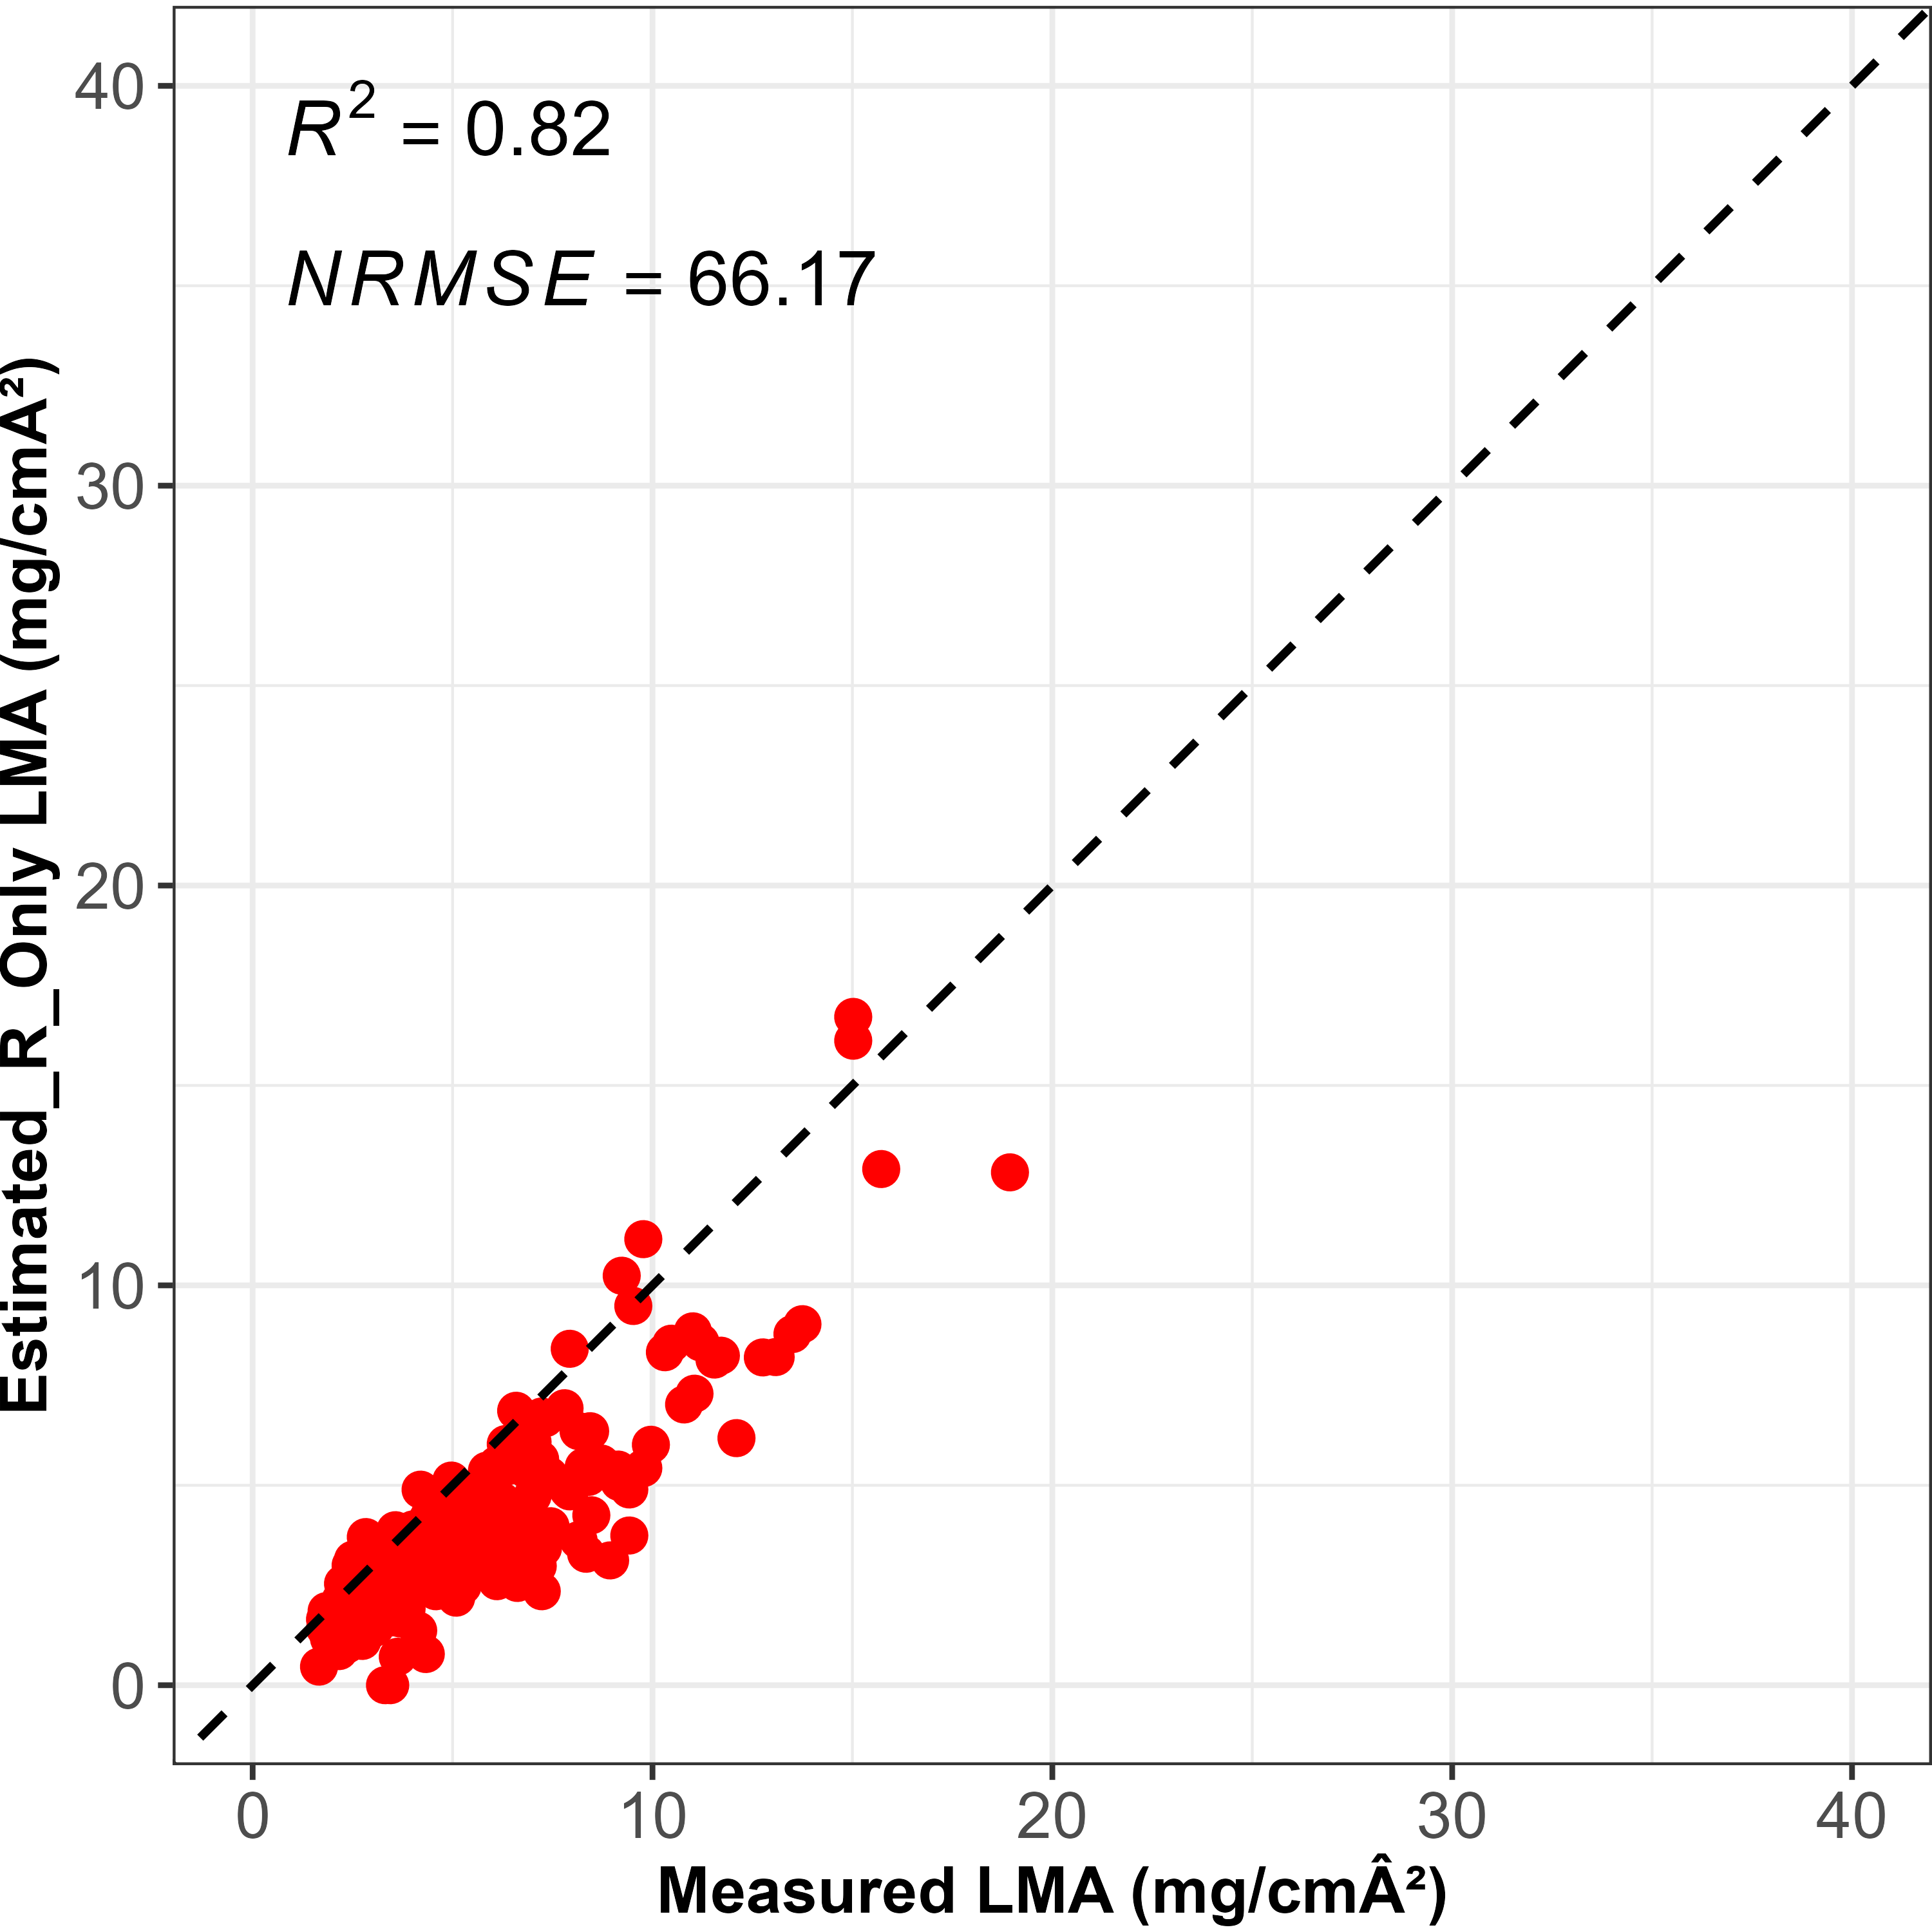 R² = 0.82
NRMSE = 66.17
Estimated_R_Only LMA (mg/cmÂ²)
40
30
20
10
0
0 10 20 30 40
Measured LMA (mg/cmÂ²)